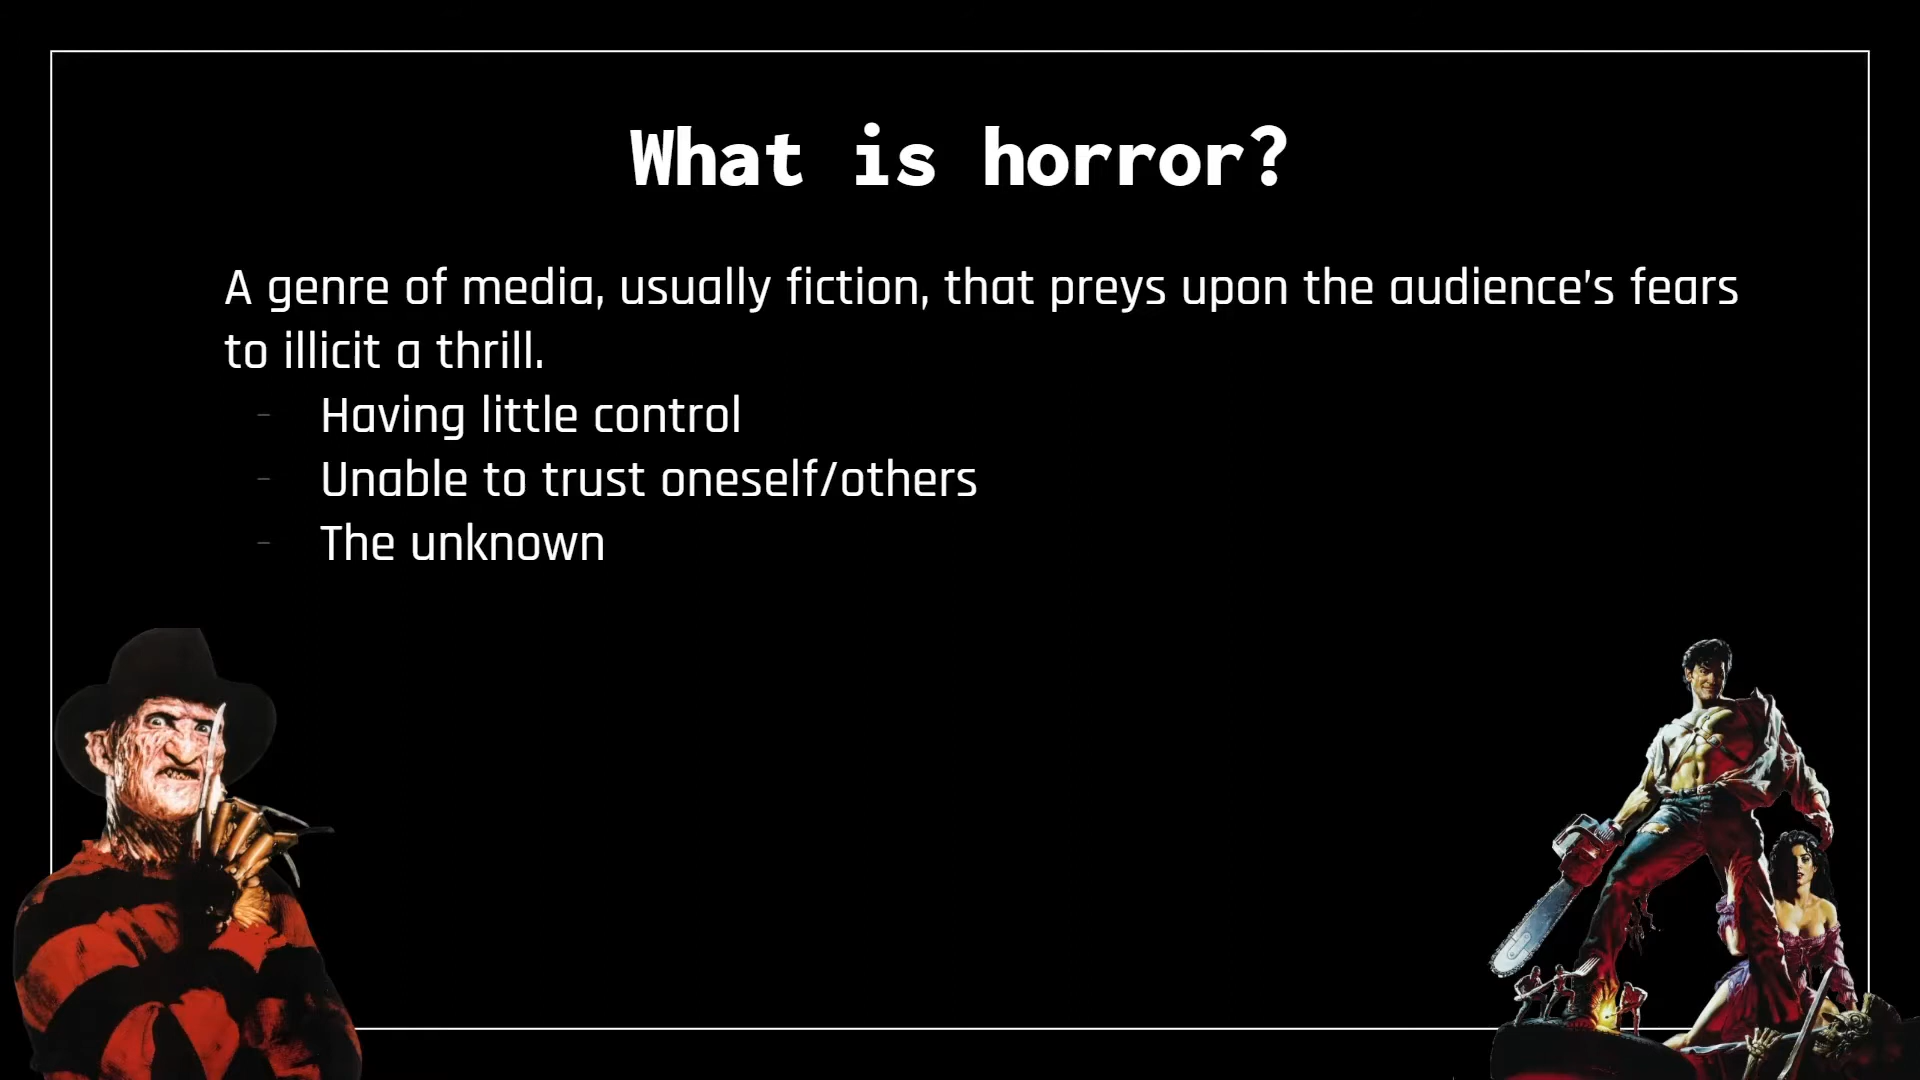 What is horror?
A genre of media, usually fiction, that preys upon the audience's fears
to illicit a thrill.
- Having little control
- Unable to trust oneself/others
- The unknown